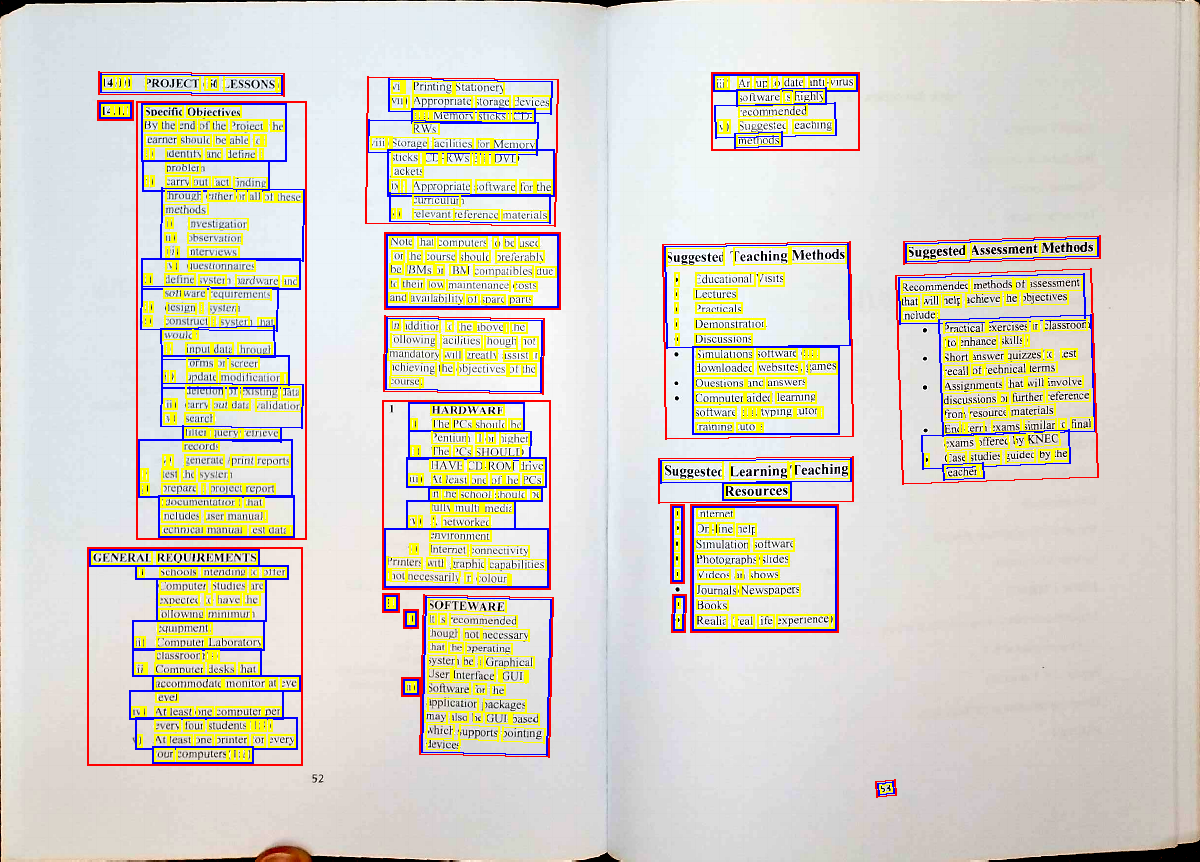 14.1.0 PROJECT (30 LESSONS)
14.1.1 Specific Objectives
By the end of the Project the
learner should be able to:
identify and define
problem
carry out fact finding
through either or all of these
methods
i) investigation
ii) observation
iii) interviews
iv) questionnaires
define system hardware and
software requirements
design a system
construct a system that
would:
input data through
forms or screen
update modification
deletion of existing data
carry out data validation
search
filter query retrieve
records
generate /print reports
test the system
prepare a project report
(documentation) that
includes user manual
technical manual test data
GENERAL REQUIREMENTS
i) Schools intending to offer
Computer Studies are
expected to have the
following minimum
equipment
ii) Computer Laboratory
classroom
Computer desks that
accommodate monitor at eye
level
iv) At least one computer per
every four students
v) At least one printer for every
four computers
vi) Printing Stationery
vii) Appropriate storage devices
Memory sticks CD-
RWs
viii) Storage facilities for Memory
sticks CD-RWs DVD
jackets
ix) Appropriate software for the
curriculum
x) relevant reference materials
Note that computers to be used
for the course should preferably
be IBMs or IBM compatibles due
to their low maintenance costs
and availability of spare parts
In addition to the above the
following facilities though not
mandatory will greatly assist in
achieving the objectives of the
course.
1 HARDWARE
i) The PCs should be
Pentium II or higher
ii) The PCs SHOULD
HAVE CD-ROM drive
iii) At least one of the PCs
in the school should be
fully multi media
iv) A networked
environment
v) Internet connectivity
Printers with graphic capabilities
not necessarily in colour
SOFTEWARE
i) It is recommended
though not necessary
that the operating
system be a Graphical
User Interface GUI
ii) Software for the
application packages
may also be GUI based
which supports pointing
devices
52
iii) An up to date anti-virus
software is highly
recommended
Suggested teaching
methods
Suggested Teaching Methods
• Educational Visits
• Lectures
• Practicals
• Demonstration
• Discussions
• Simulations software
downloaded websites, games
• Questions and answers
• Computer aided learning
software typing tutor
training tutor
Suggested Learning Teaching
Resources
• Internet
• On-line help
• Simulation software
• Photographs slides
• Videos shows
• Journals Newspapers
• Books
• Realia (real life experience)
Suggested Assessment Methods
Recommended methods of assessment
that will help achieve the objectives
include:
• Practical exercises in classroom
to enhance skills
• Short answer quizzes to test
recall of technical terms
• Assignments that will involve
discussions or further reference
from resource materials
• End term exams similar to final
exams offered by KNEC
• Case studies guided by the
teacher
54